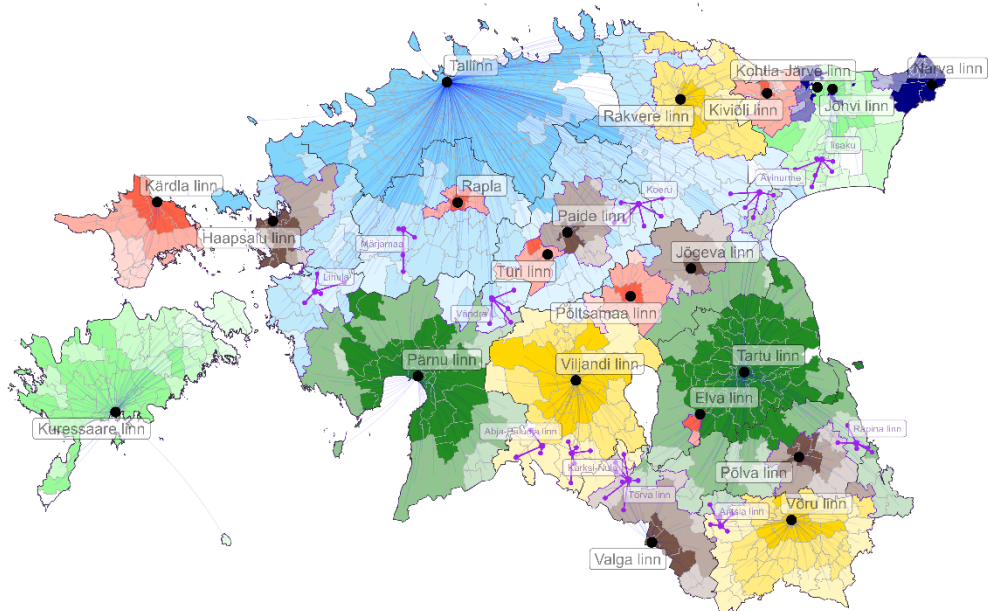 Tallinn
Kohtla-Järve linn
Narva linn
Rakvere linn
Kiviõli linn
Jõhvi linn
Iisaku
Avinurme
Kärdla linn
Rapla
Koeru
Paide linn
Haapsalu linn
Märjamaa
Türi linn
Jõgeva linn
Lihula
Vändra
Põltsamaa linn
Pärnu linn
Viljandi linn
Tartu linn
Elva linn
Kuressaare linn
Abja-Paluoja linn
Räpina linn
Karksi-Nuia
Põlva linn
Tõrva linn
Antsla linn
Võru linn
Valga linn